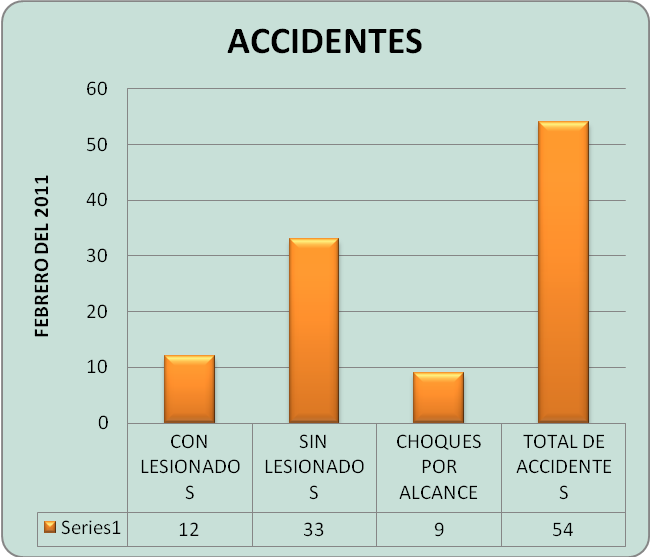 ACCIDENTES
FEBRERO DEL 2011
60
50
40
30
20
10
0
CON
LESIONADO
S
SIN
LESIONADO
S
CHOQUES
POR
ALCANCE
TOTAL DE
ACCIDENTE
S
Series1 12 33 9 54